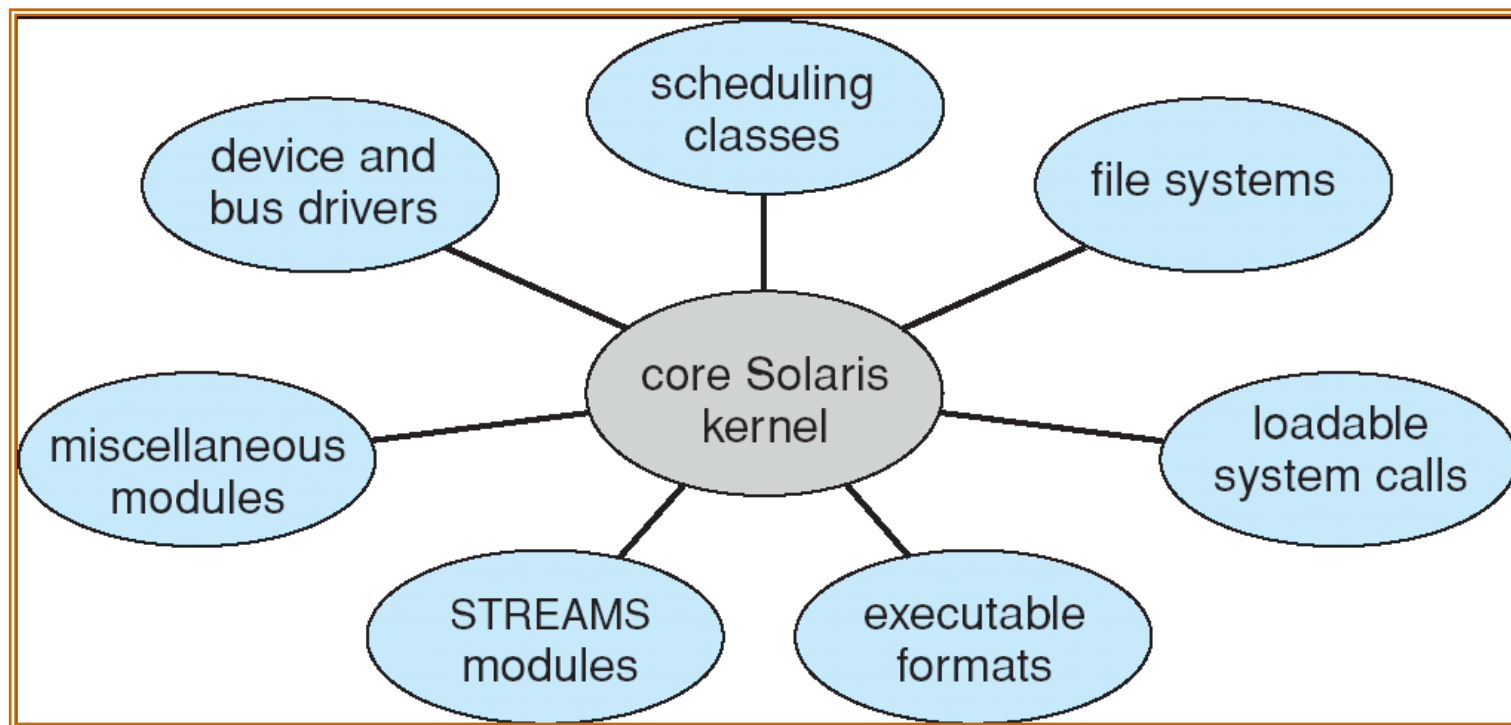 scheduling
classes
device and
bus drivers
file systems
core Solaris
kernel
miscellaneous
modules
loadable
system calls
STREAMS
modules
executable
formats